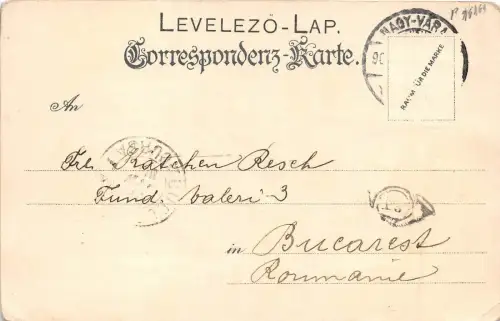 LEVELEZŐ-LAP.
Correspondenz-Karte.
NAGY-VÁRA
RAUM FÜR DIE MARKE
An
Frl. Kätchen Resch
Fund. Valeri 3
in Bucarest
Roumanie